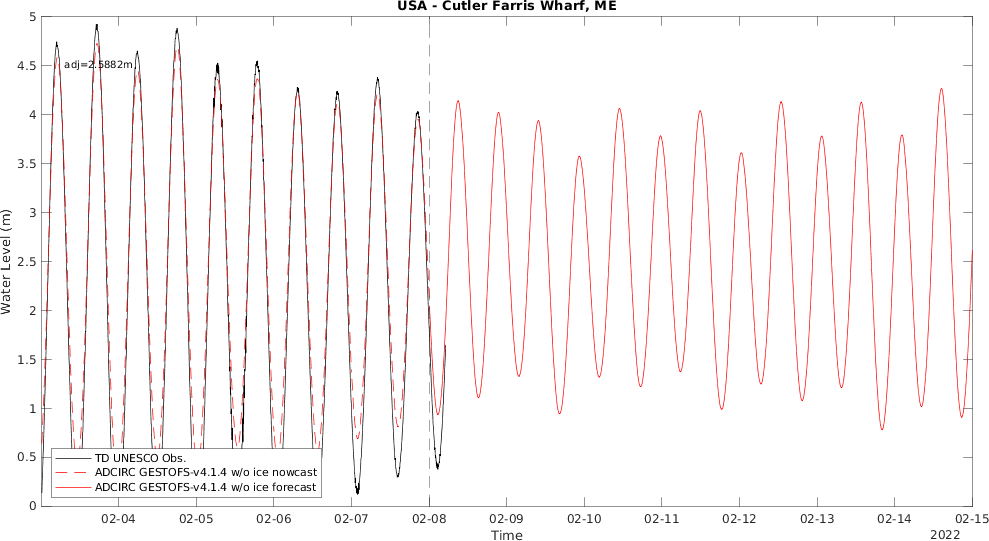 USA - Cutler Farris Wharf, ME
5
4.5
4
3.5
3
2.5
2
1.5
1
0.5
0
Water Level (m)
adj=2.5882m
TD UNESCO Obs.
ADCIRC GESTOFS-v4.1.4 w/o ice nowcast
ADCIRC GESTOFS-v4.1.4 w/o ice forecast
02-04 02-05 02-06 02-07 02-08 02-09 02-10 02-11 02-12 02-13 02-14 02-15
Time
2022